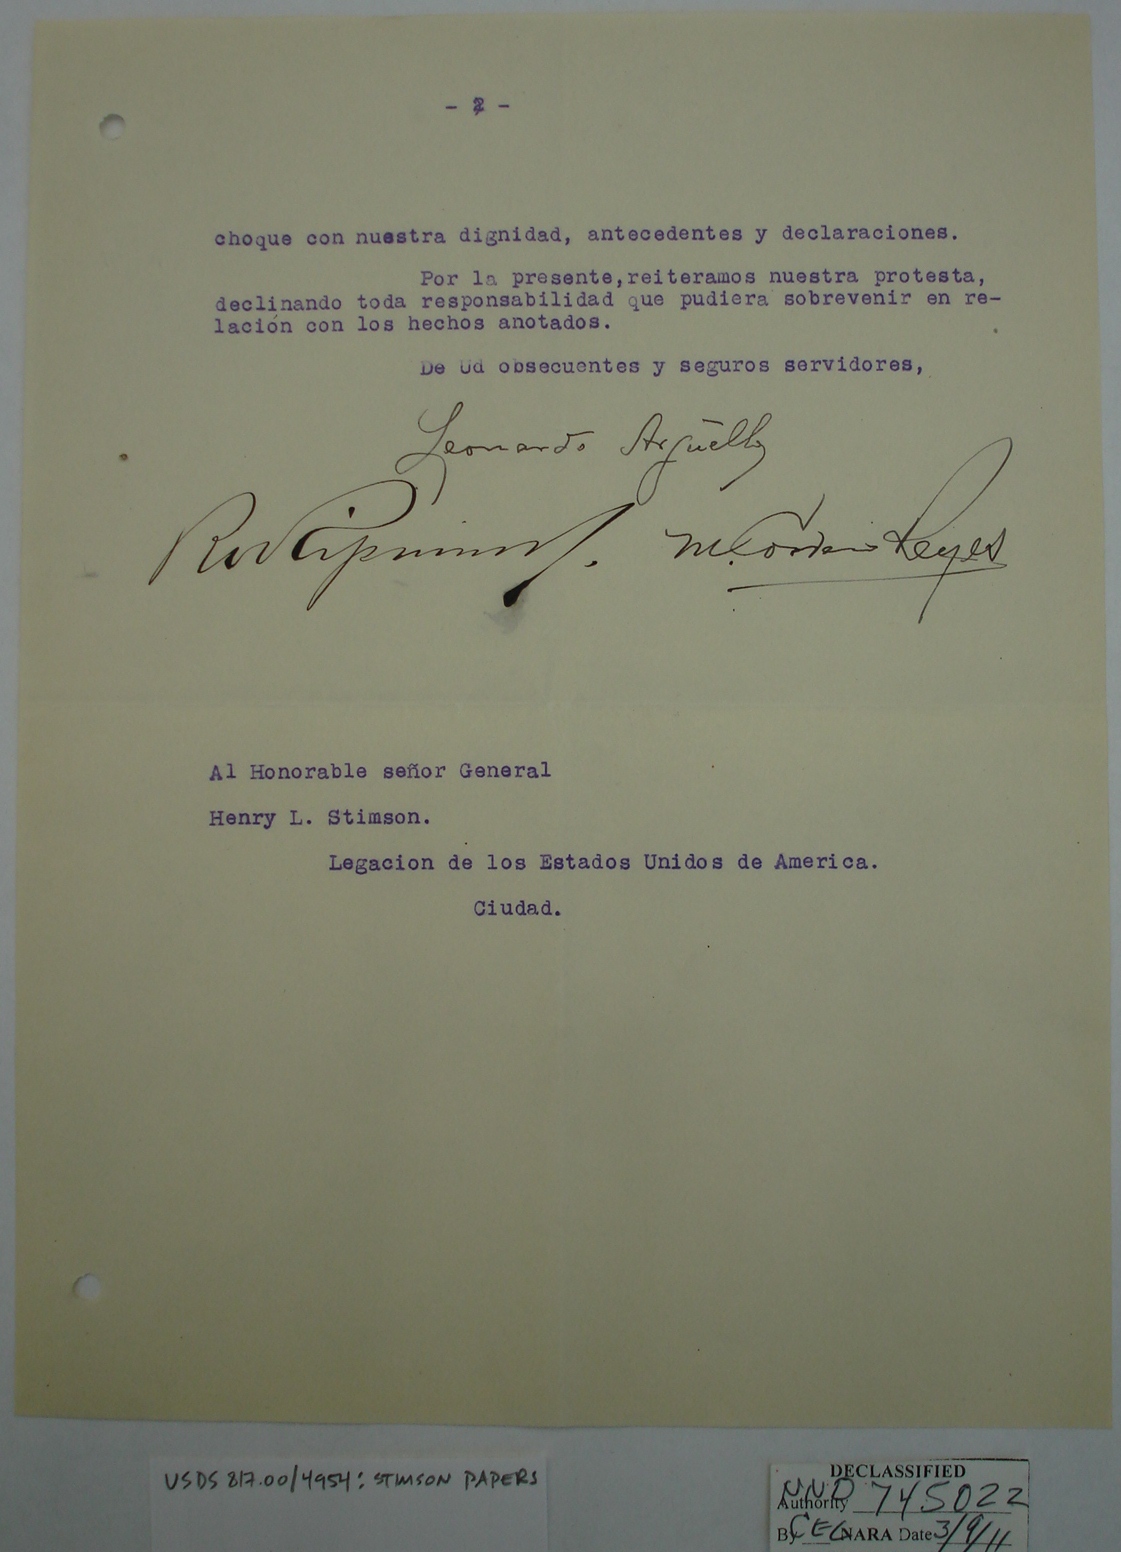 - 2 -
choque con nuestra dignidad, antecedentes y declaraciones.
Por la presente,reiteramos nuestra protesta,
declinando toda responsabilidad que pudiera sobrevenir en re-
lación con los hechos anotados.
De Ud obsecuentes y seguros servidores,
Leonardo Argüello
M. Cordero Reyes
Al Honorable señor General
Henry L. Stimson.
Legacion de los Estados Unidos de America.
Ciudad.
USDS 817.00/4954: STIMSON PAPERS
DECLASSIFIED
Authority NND 745022
By CEG NARA Date 3/9/11